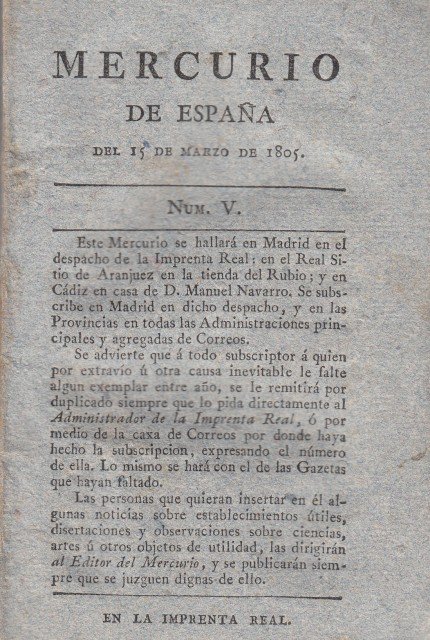 MERCURIO
DE ESPAÑA
DEL 15 DE MARZO DE 1805.
NUM. V.
Este Mercurio se hallará en Madrid en el
despacho de la Imprenta Real; en el Real Si-
tio de Aranjuez en la tienda del Rubio; y en
Cádiz en casa de D. Manuel Navarro. Se subs-
cribe en Madrid en dicho despacho, y en las
Provincias en todas las Administraciones prin-
cipales y agregadas de Correos.
Se advierte que á todo subscriptor á quien
por extravío ú otra causa inevitable le falte
algun exemplar entre año, se le remitirá por
duplicado siempre que lo pida directamente al
Administrador de la Imprenta Real, ó por
medio de la caxa de Correos por donde haya
hecho la subscripcion, expresando el número
de ella. Lo mismo se hará con el de las Gazetas
que hayan faltado.
Las personas que quieran insertar en él al-
gunas noticias sobre establecimientos útiles,
disertaciones y observaciones sobre ciencias,
artes ú otros objetos de utilidad, las dirigirán
al Editor del Mercurio, y se publicarán siem-
pre que se juzguen dignas de ello.
EN LA IMPRENTA REAL.